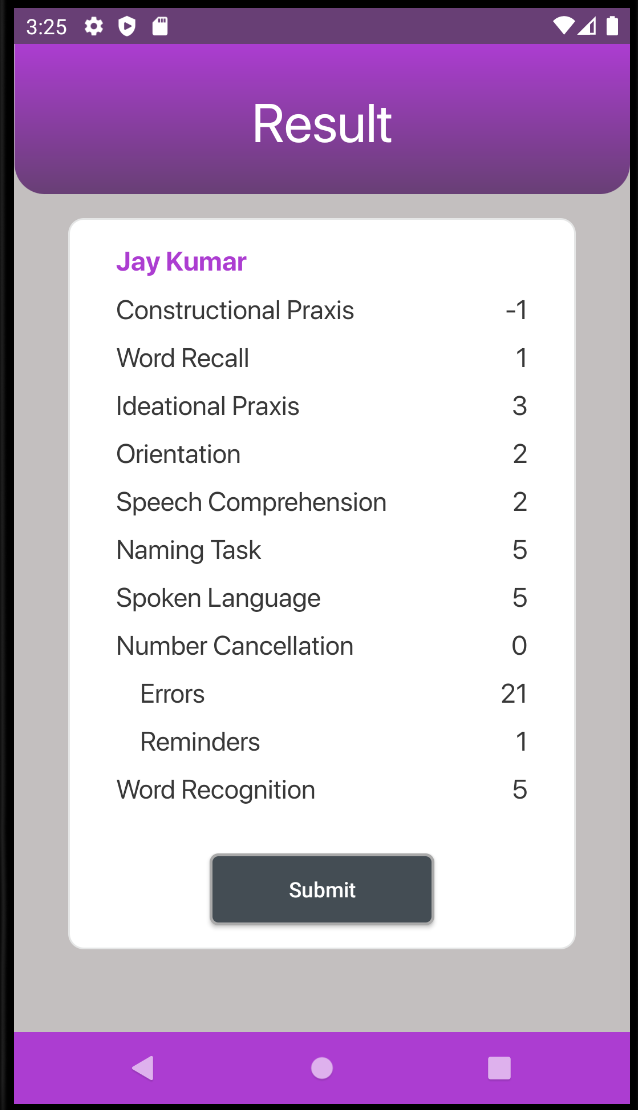 3:25
Result
Jay Kumar
Constructional Praxis -1
Word Recall 1
Ideational Praxis 3
Orientation 2
Speech Comprehension 2
Naming Task 5
Spoken Language 5
Number Cancellation 0
Errors 21
Reminders 1
Word Recognition 5
Submit